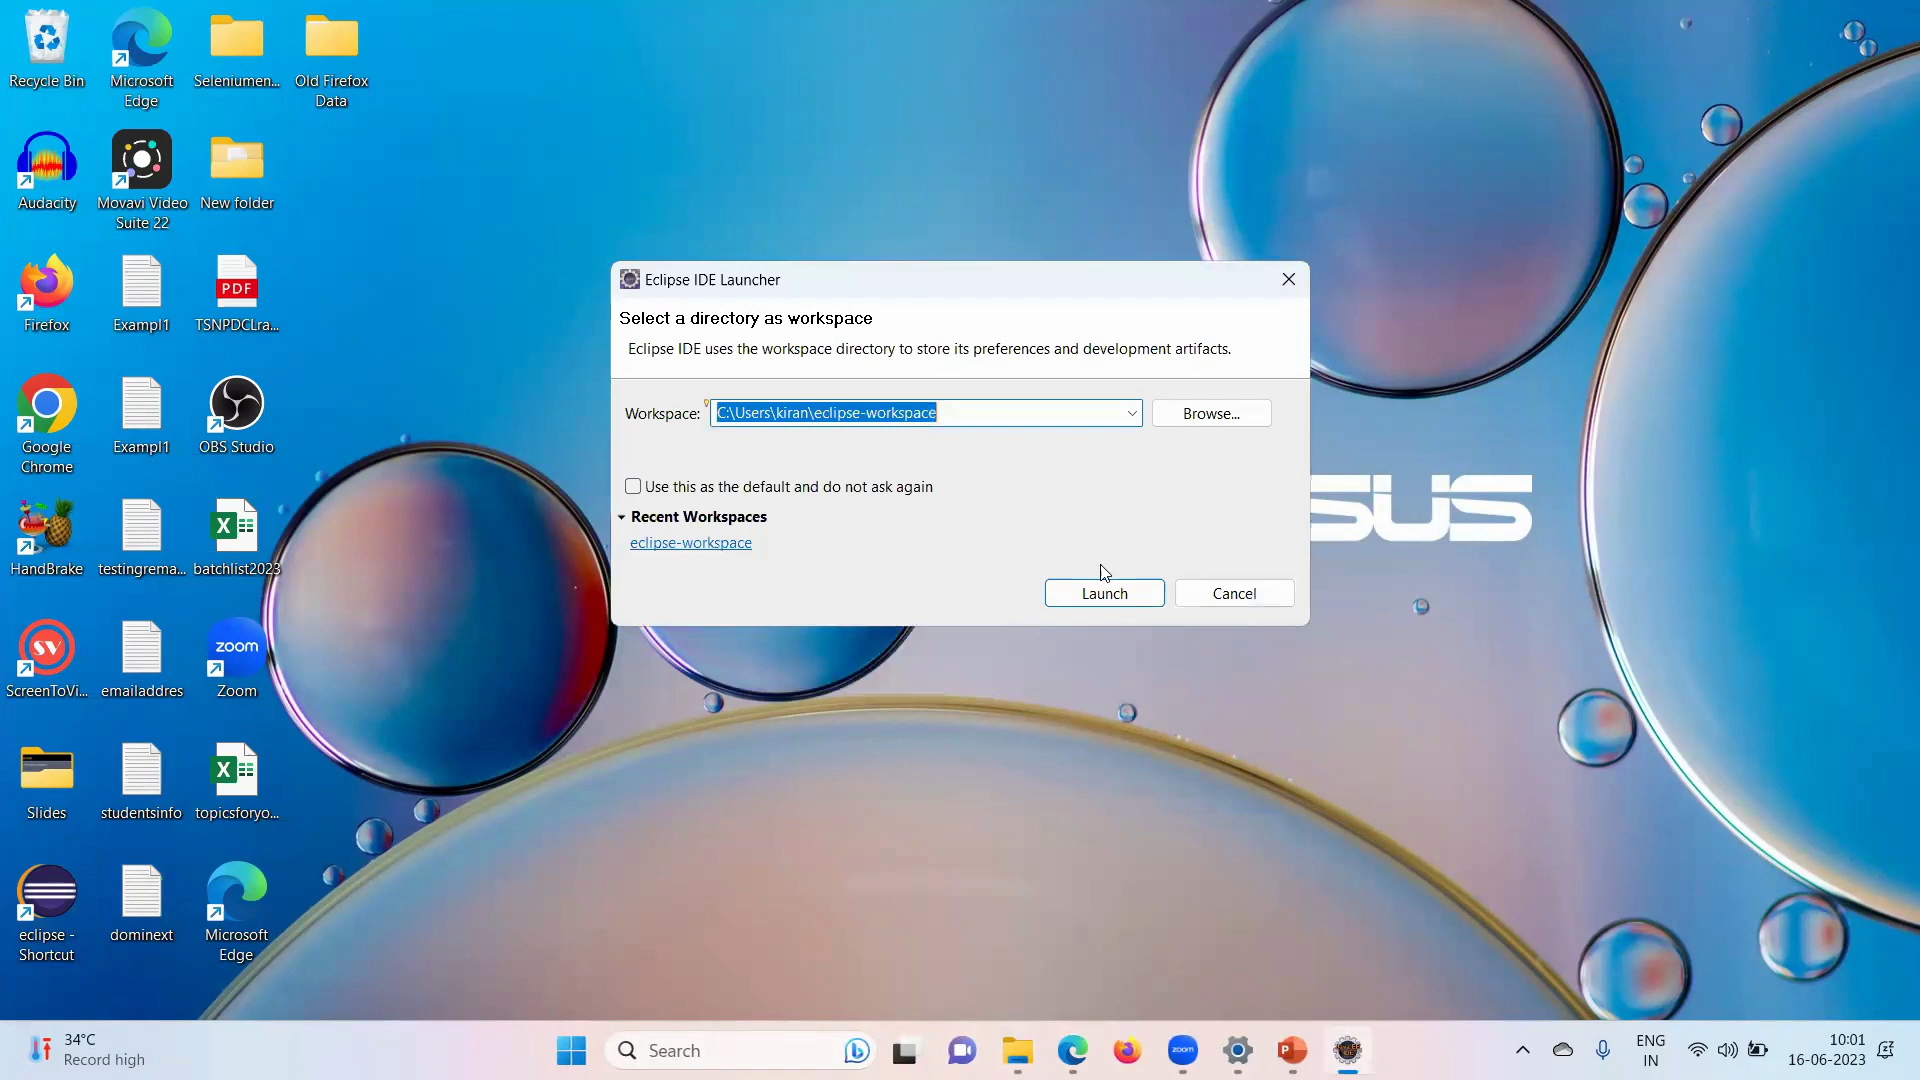 Recycle Bin
Microsoft
Edge
Seleniumen...
Old Firefox
Data
Audacity
Movavi Video
Suite 22
New folder
Firefox
Exampl1
PDF
TSNPDCLra...
Google
Chrome
Exampl1
OBS Studio
HandBrake
testingrema...
batchlist2023
ScreenToVi...
emailaddres
zoom
Zoom
Slides
studentsinfo
topicsforyo...
eclipse -
Shortcut
dominext
Microsoft
Edge
Eclipse IDE Launcher
Select a directory as workspace
Eclipse IDE uses the workspace directory to store its preferences and development artifacts.
Workspace: C:\Users\kiran\eclipse-workspace Browse...
Use this as the default and do not ask again
Recent Workspaces
eclipse-workspace
Launch Cancel
SUS
34°C
Record high
Search
zoom
ENG
IN
10:01
16-06-2023